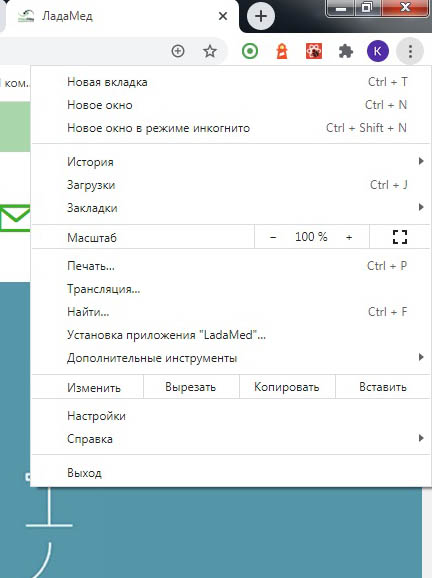 ЛадаМед
K
ком...
Новая вкладка Ctrl + T
Новое окно Ctrl + N
Новое окно в режиме инкогнито Ctrl + Shift + N
История
Загрузки Ctrl + J
Закладки
Масштаб − 100 % +
Печать... Ctrl + P
Трансляция...
Найти... Ctrl + F
Установка приложения "LadaMed"...
Дополнительные инструменты
Изменить Вырезать Копировать Вставить
Настройки
Справка
Выход